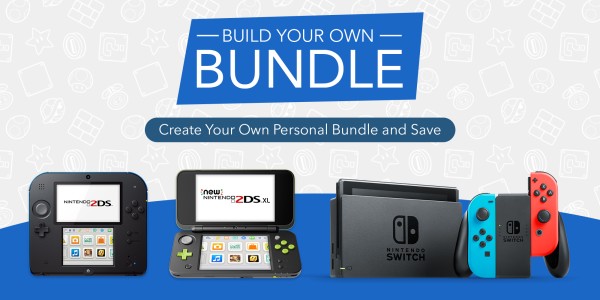 BUILD YOUR OWN
BUNDLE
Create Your Own Personal Bundle and Save
NINTENDO 2DS
new
NINTENDO 2DS XL
NINTENDO
SWITCH